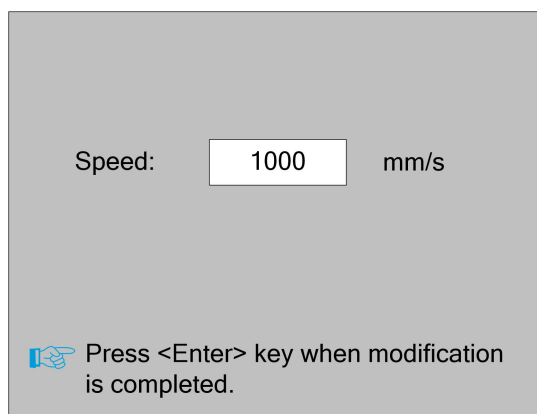 Speed: 1000 mm/s
Press <Enter> key when modification
is completed.